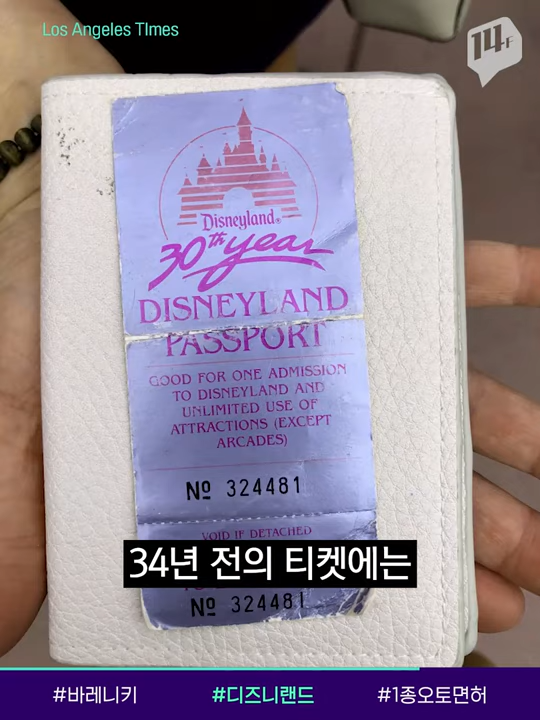 Los Angeles TImes
14F
Disneyland®
30th year
DISNEYLAND
PASSPORT
GOOD FOR ONE ADMISSION
TO DISNEYLAND AND
UNLIMITED USE OF
ATTRACTIONS (EXCEPT
ARCADES)
Nº 324481
VOID IF DETACHED
34년 전의 티켓에는
Nº 324481
#바레니키 #디즈니랜드 #1종오토면허